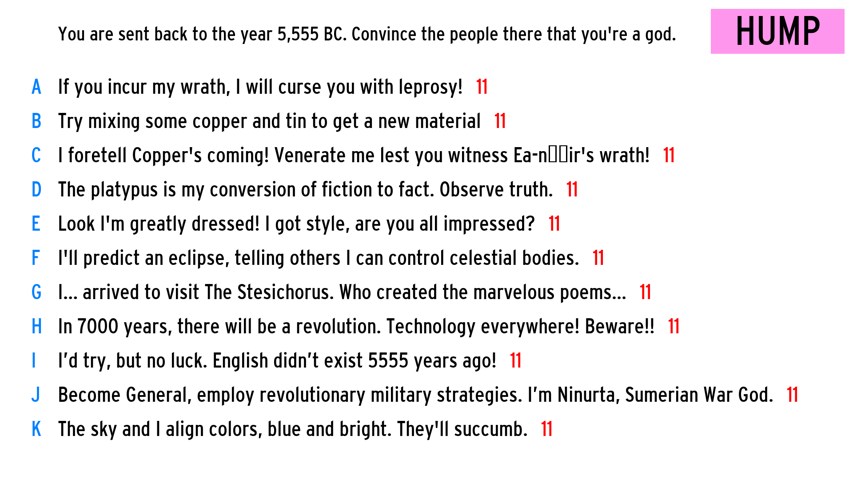 You are sent back to the year 5,555 BC. Convince the people there that you're a god.
HUMP
A If you incur my wrath, I will curse you with leprosy! 11
B Try mixing some copper and tin to get a new material 11
C I foretell Copper's coming! Venerate me lest you witness Ea-n▯▯ir's wrath! 11
D The platypus is my conversion of fiction to fact. Observe truth. 11
E Look I'm greatly dressed! I got style, are you all impressed? 11
F I'll predict an eclipse, telling others I can control celestial bodies. 11
G I... arrived to visit The Stesichorus. Who created the marvelous poems... 11
H In 7000 years, there will be a revolution. Technology everywhere! Beware!! 11
I I’d try, but no luck. English didn’t exist 5555 years ago! 11
J Become General, employ revolutionary military strategies. I’m Ninurta, Sumerian War God. 11
K The sky and I align colors, blue and bright. They'll succumb. 11